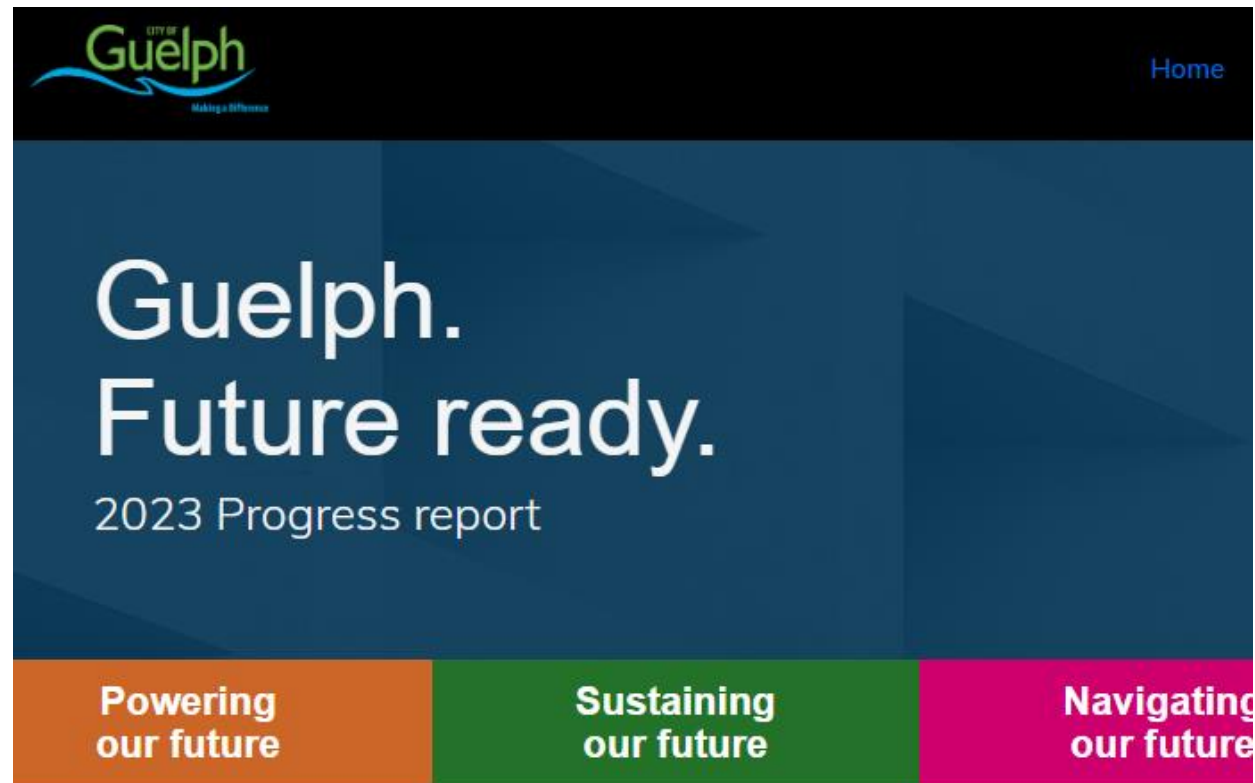 CITY OF
Guelph
Making a Difference
Home
Guelph.
Future ready.
2023 Progress report
Powering
our future
Sustaining
our future
Navigating
our future